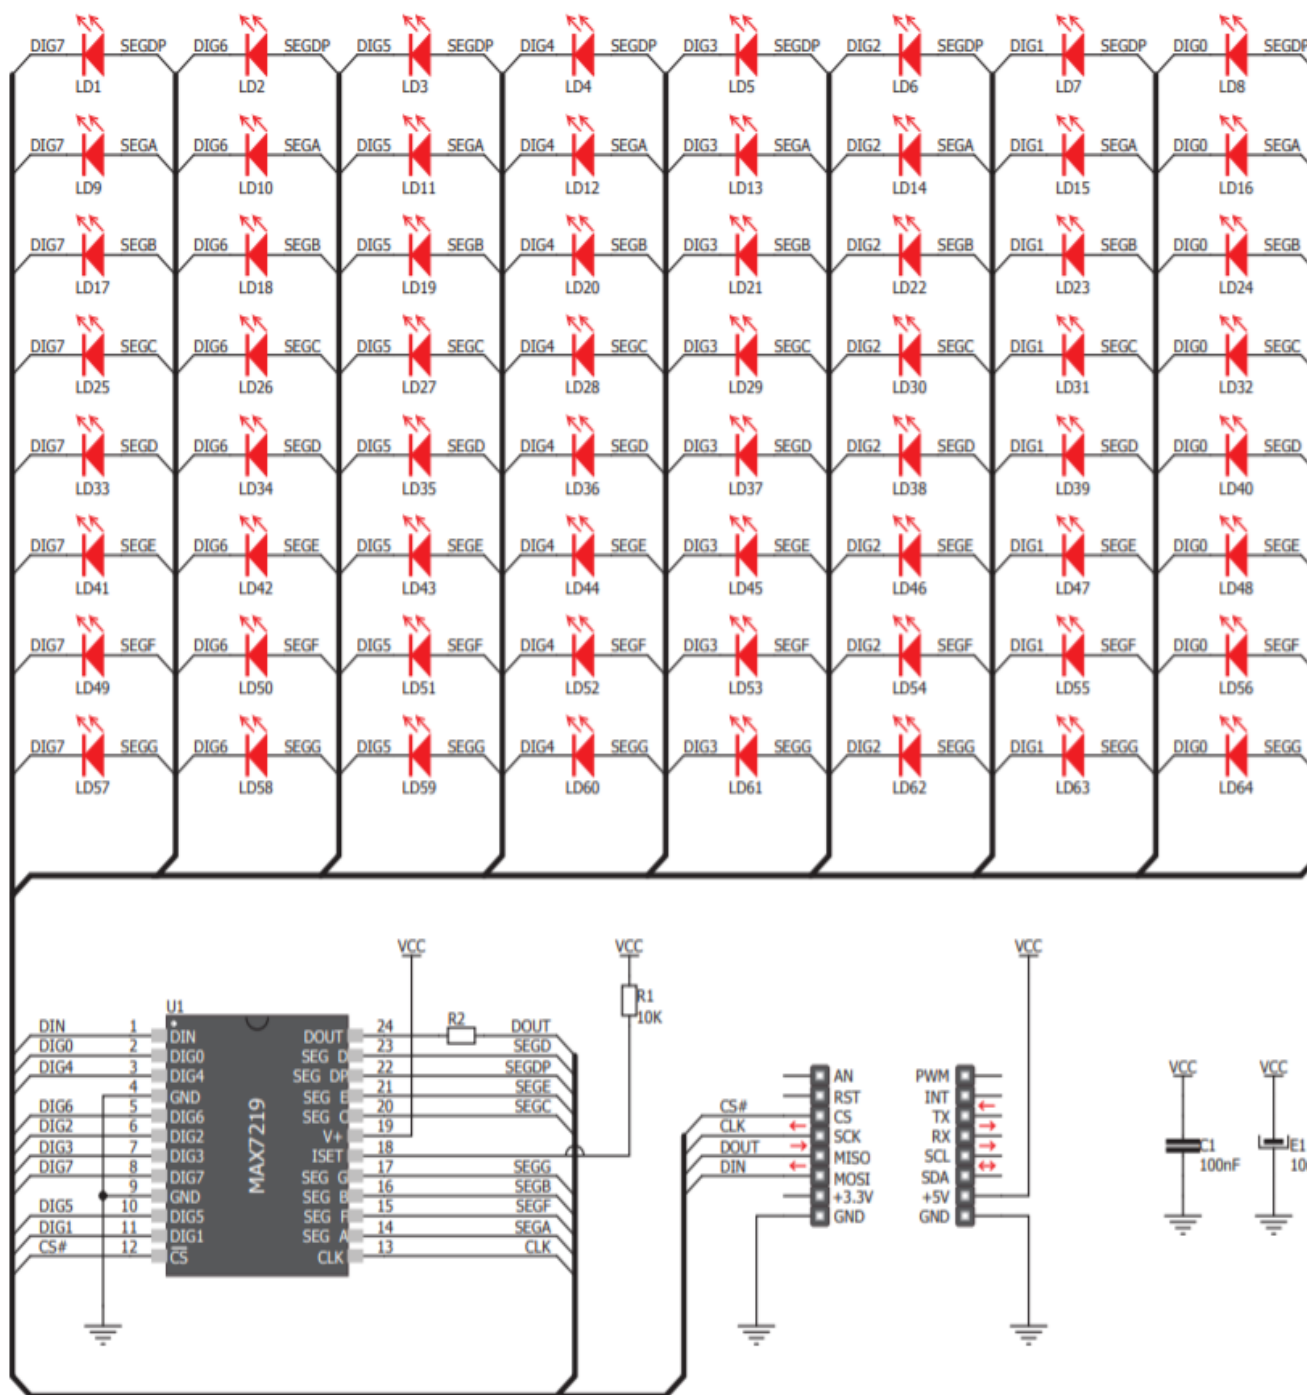 DIG7 SEGDP DIG6 SEGDP DIG5 SEGDP DIG4 SEGDP DIG3 SEGDP DIG2 SEGDP DIG1 SEGDP DIG0 SEGDP
LD1 LD2 LD3 LD4 LD5 LD6 LD7 LD8
DIG7 SEGA DIG6 SEGA DIG5 SEGA DIG4 SEGA DIG3 SEGA DIG2 SEGA DIG1 SEGA DIG0 SEGA
LD9 LD10 LD11 LD12 LD13 LD14 LD15 LD16
DIG7 SEGB DIG6 SEGB DIG5 SEGB DIG4 SEGB DIG3 SEGB DIG2 SEGB DIG1 SEGB DIG0 SEGB
LD17 LD18 LD19 LD20 LD21 LD22 LD23 LD24
DIG7 SEGC DIG6 SEGC DIG5 SEGC DIG4 SEGC DIG3 SEGC DIG2 SEGC DIG1 SEGC DIG0 SEGC
LD25 LD26 LD27 LD28 LD29 LD30 LD31 LD32
DIG7 SEGD DIG6 SEGD DIG5 SEGD DIG4 SEGD DIG3 SEGD DIG2 SEGD DIG1 SEGD DIG0 SEGD
LD33 LD34 LD35 LD36 LD37 LD38 LD39 LD40
DIG7 SEGE DIG6 SEGE DIG5 SEGE DIG4 SEGE DIG3 SEGE DIG2 SEGE DIG1 SEGE DIG0 SEGE
LD41 LD42 LD43 LD44 LD45 LD46 LD47 LD48
DIG7 SEGF DIG6 SEGF DIG5 SEGF DIG4 SEGF DIG3 SEGF DIG2 SEGF DIG1 SEGF DIG0 SEGF
LD49 LD50 LD51 LD52 LD53 LD54 LD55 LD56
DIG7 SEGG DIG6 SEGG DIG5 SEGG DIG4 SEGG DIG3 SEGG DIG2 SEGG DIG1 SEGG DIG0 SEGG
LD57 LD58 LD59 LD60 LD61 LD62 LD63 LD64
VCC VCC VCC
U1
R1
10K
R2
MAX7219
DIN 1 DIN DOUT 24 DOUT
DIG0 2 DIG0 SEG D 23 SEGD
DIG4 3 DIG4 SEG DP 22 SEGDP
4 GND SEG E 21 SEGE
DIG6 5 DIG6 SEG C 20 SEGC
DIG2 6 DIG2 V+ 19
DIG3 7 DIG3 ISET 18
DIG7 8 DIG7 SEG G 17 SEGG
9 GND SEG B 16 SEGB
DIG5 10 DIG5 SEG F 15 SEGF
DIG1 11 DIG1 SEG A 14 SEGA
CS# 12 CS CLK 13 CLK
AN PWM
RST INT
CS# CS TX
CLK SCK RX
DOUT MISO SCL
DIN MOSI SDA
+3.3V +5V
GND GND
VCC VCC
C1 E1
100nF